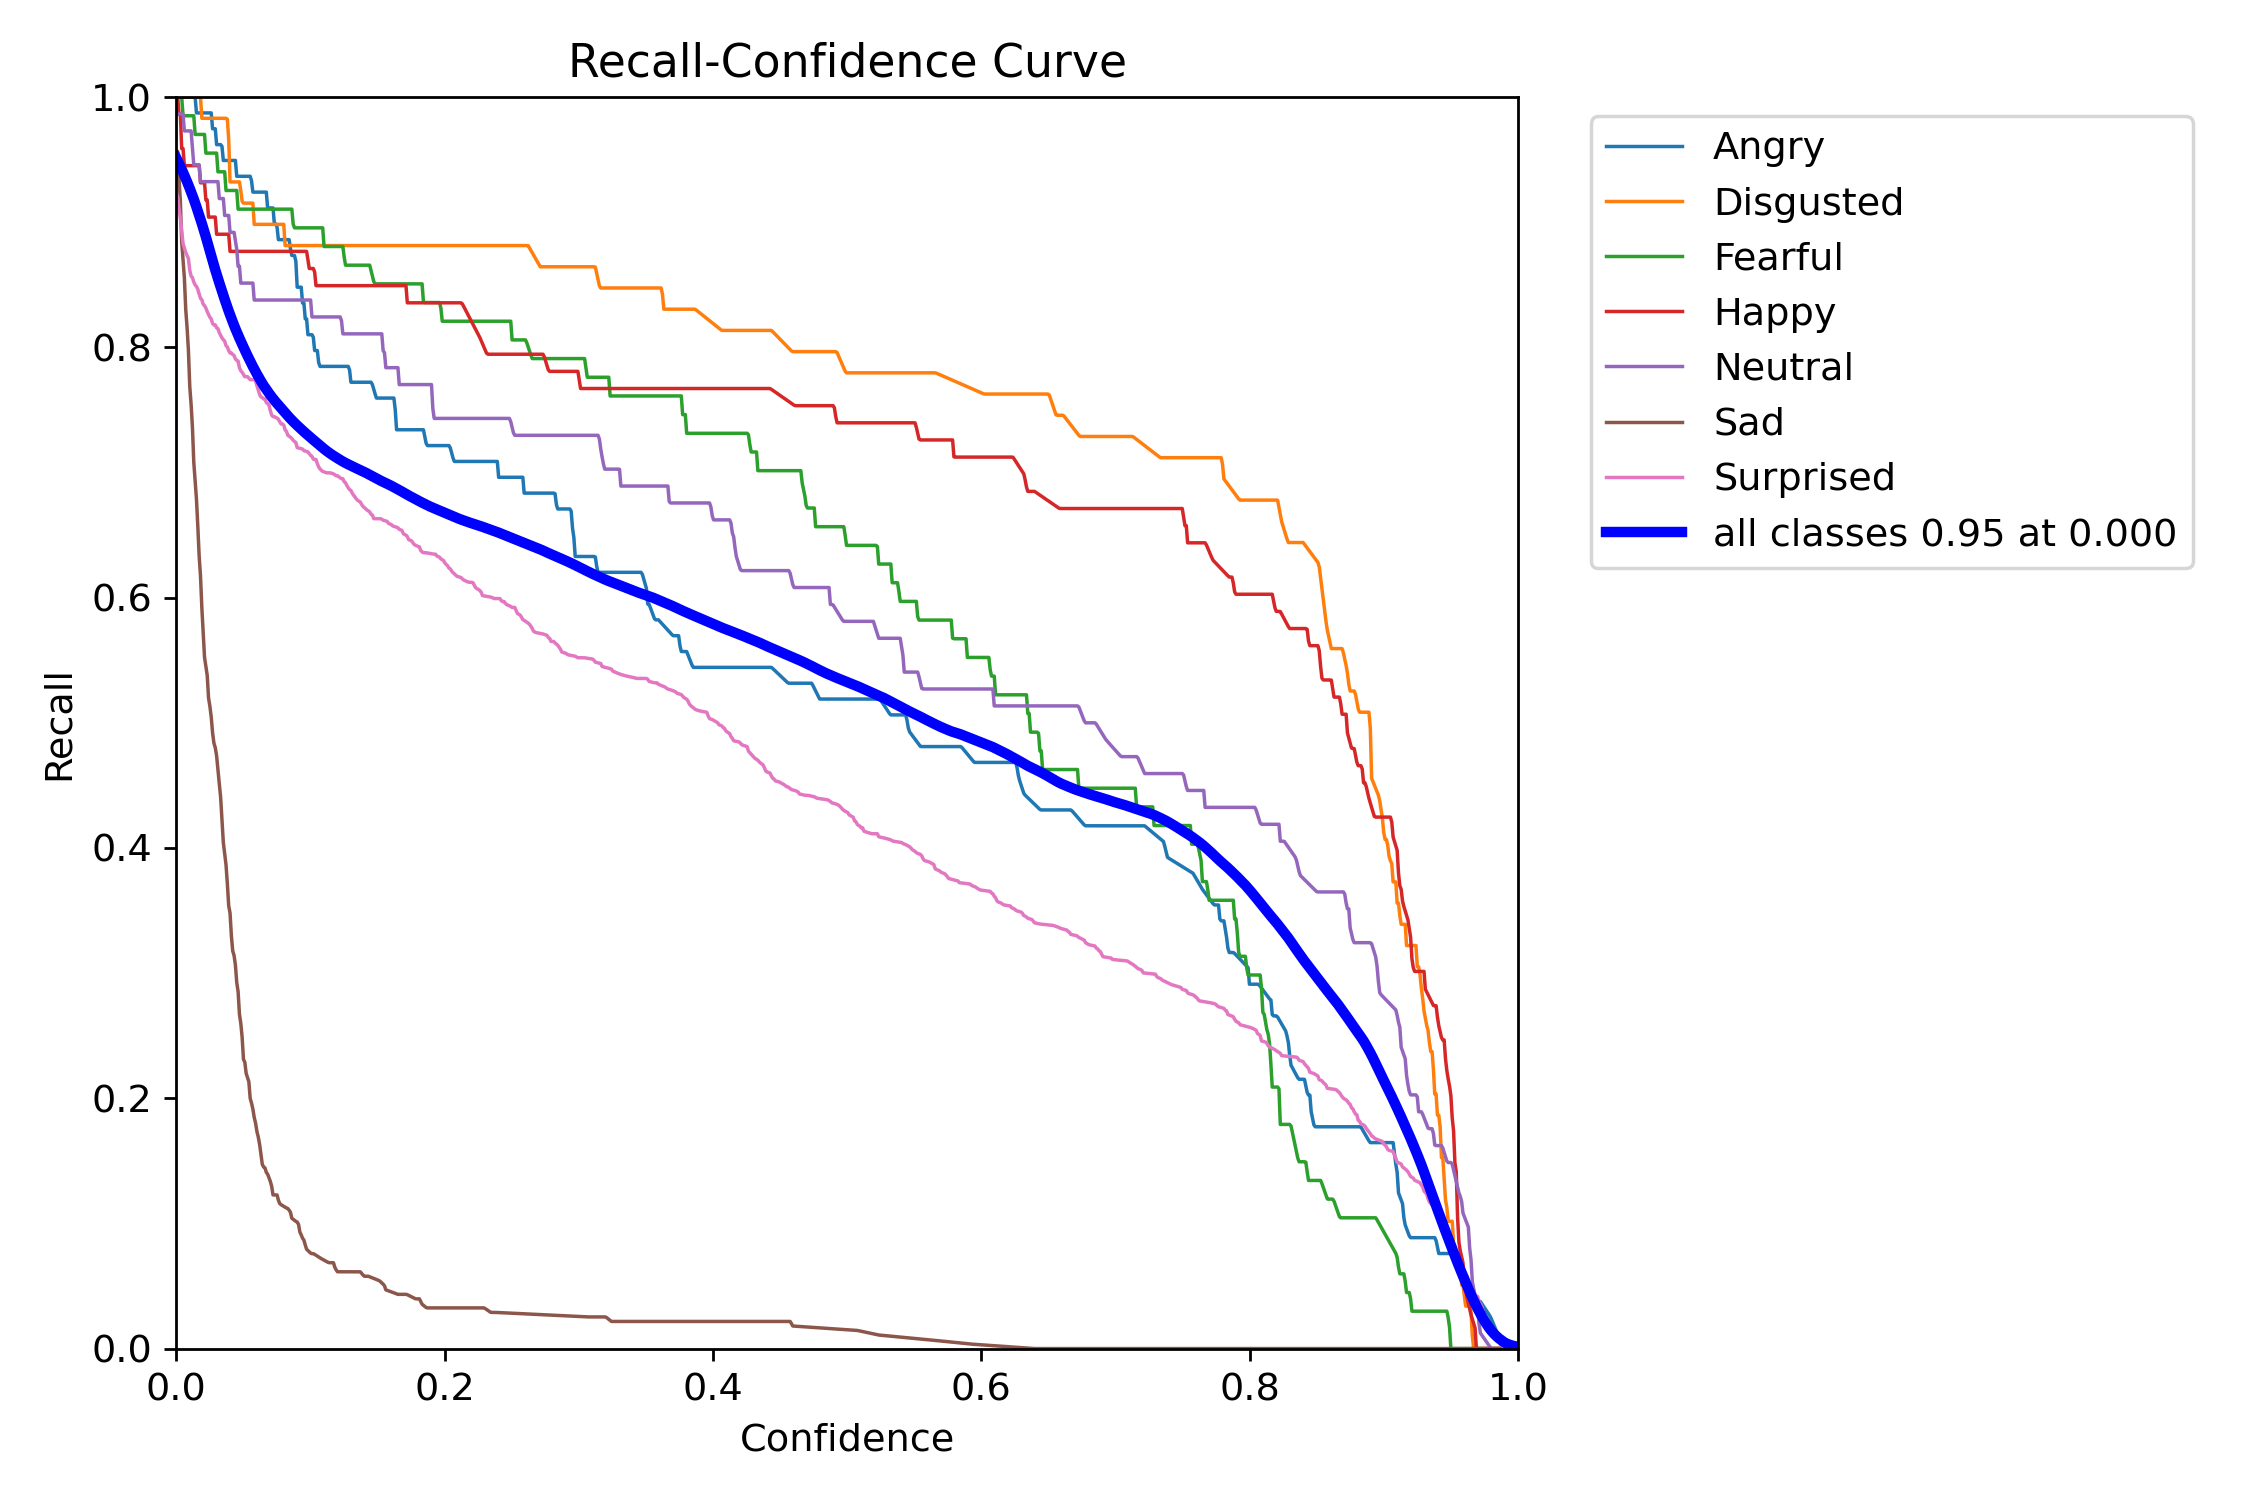 Recall-Confidence Curve
1.0
0.8
0.6
0.4
0.2
0.0
Recall
0.0 0.2 0.4 0.6 0.8 1.0
Confidence
Angry
Disgusted
Fearful
Happy
Neutral
Sad
Surprised
all classes 0.95 at 0.000